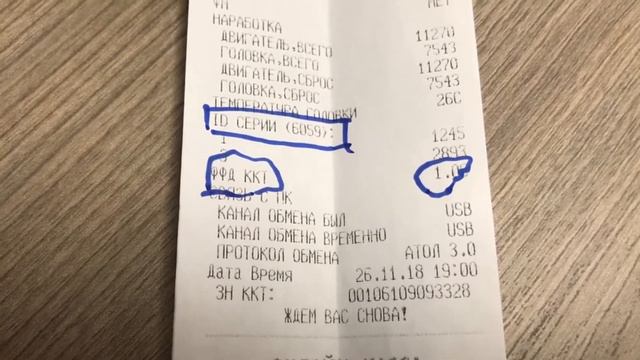 НАРАБОТКА
ДВИГАТЕЛЬ,ВСЕГО 11270
ГОЛОВКА,ВСЕГО 7543
ДВИГАТЕЛЬ,СБРОС 11270
ГОЛОВКА,СБРОС 7543
ТЕМПЕРАТУРА ГОЛОВКИ 26C
ID СЕРИИ (6059):
1 1245
2893
ФФД ККТ
СВЯЗЬ С ПК
КАНАЛ ОБМЕНА БЫЛ USB
КАНАЛ ОБМЕНА ВРЕМЕННО USB
ПРОТОКОЛ ОБМЕНА АТОЛ 3.0
Дата Время 26.11.18 19:00
ЗН ККТ: 00106109093328
ЖДЕМ ВАС СНОВА!